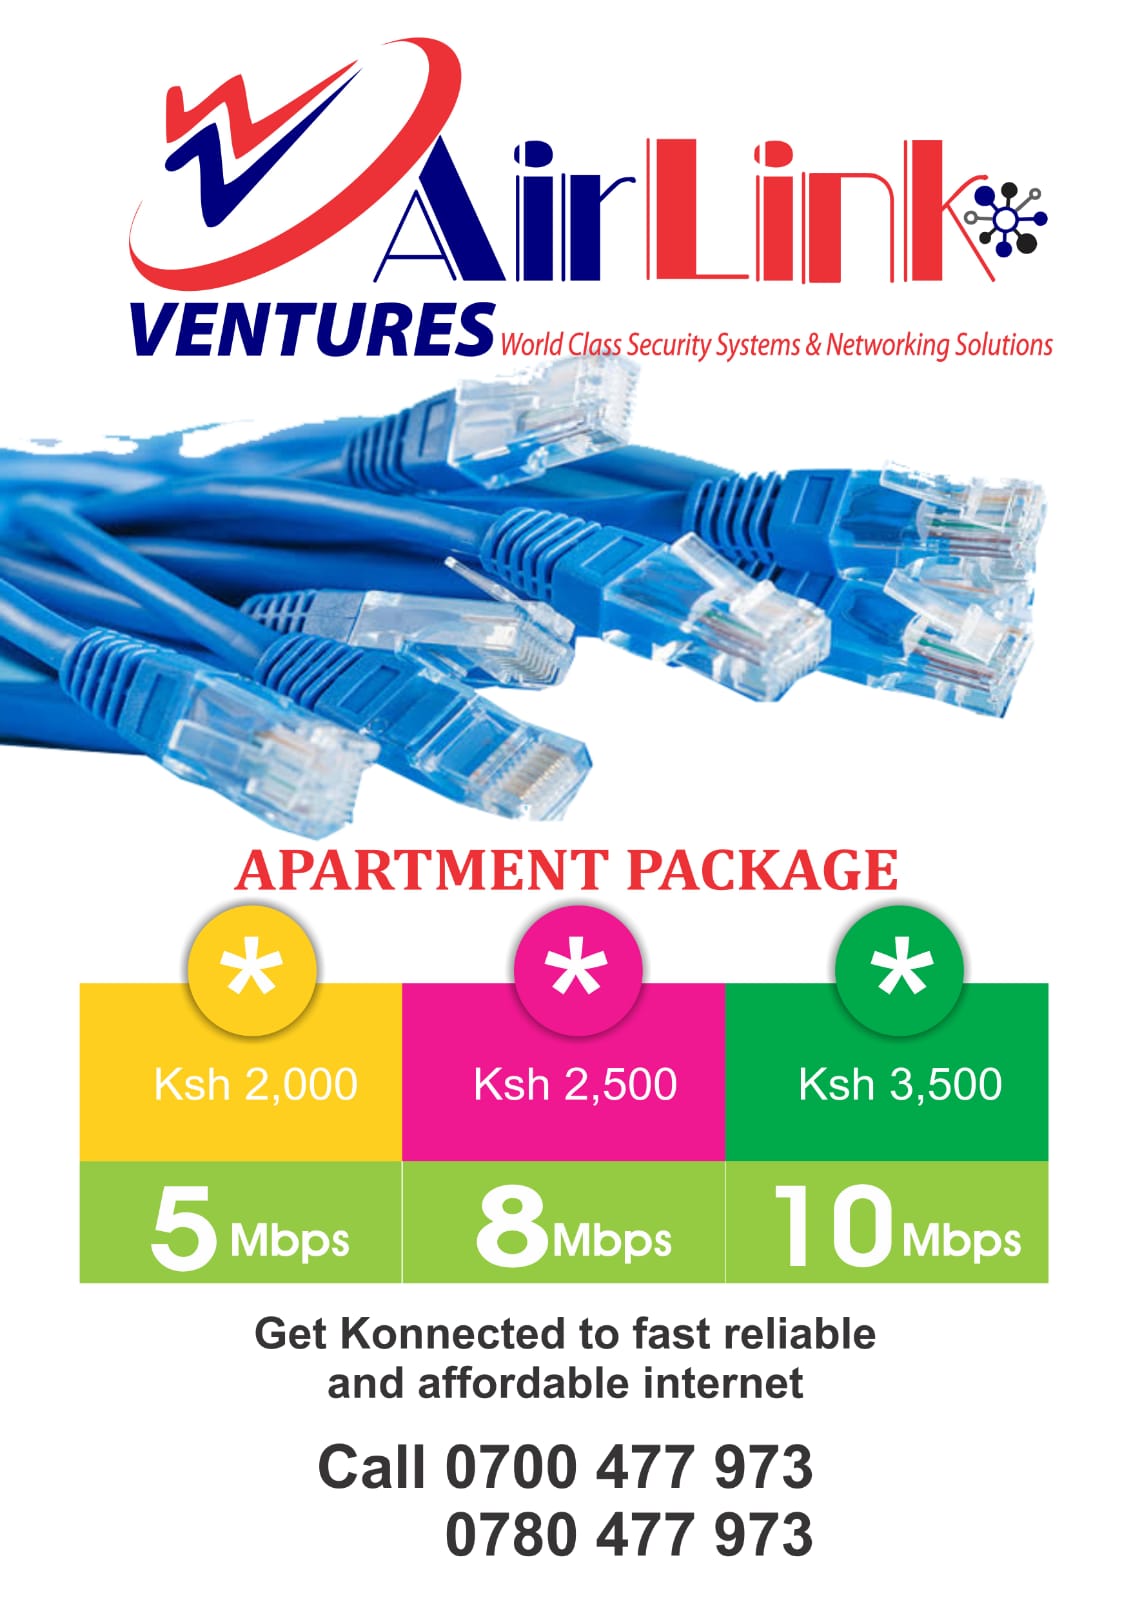 AirLink
VENTURES World Class Security Systems & Networking Solutions
APARTMENT PACKAGE
* * *
Ksh 2,000 Ksh 2,500 Ksh 3,500
5 Mbps 8 Mbps 10 Mbps
Get Konnected to fast reliable
and affordable internet
Call 0700 477 973
0780 477 973